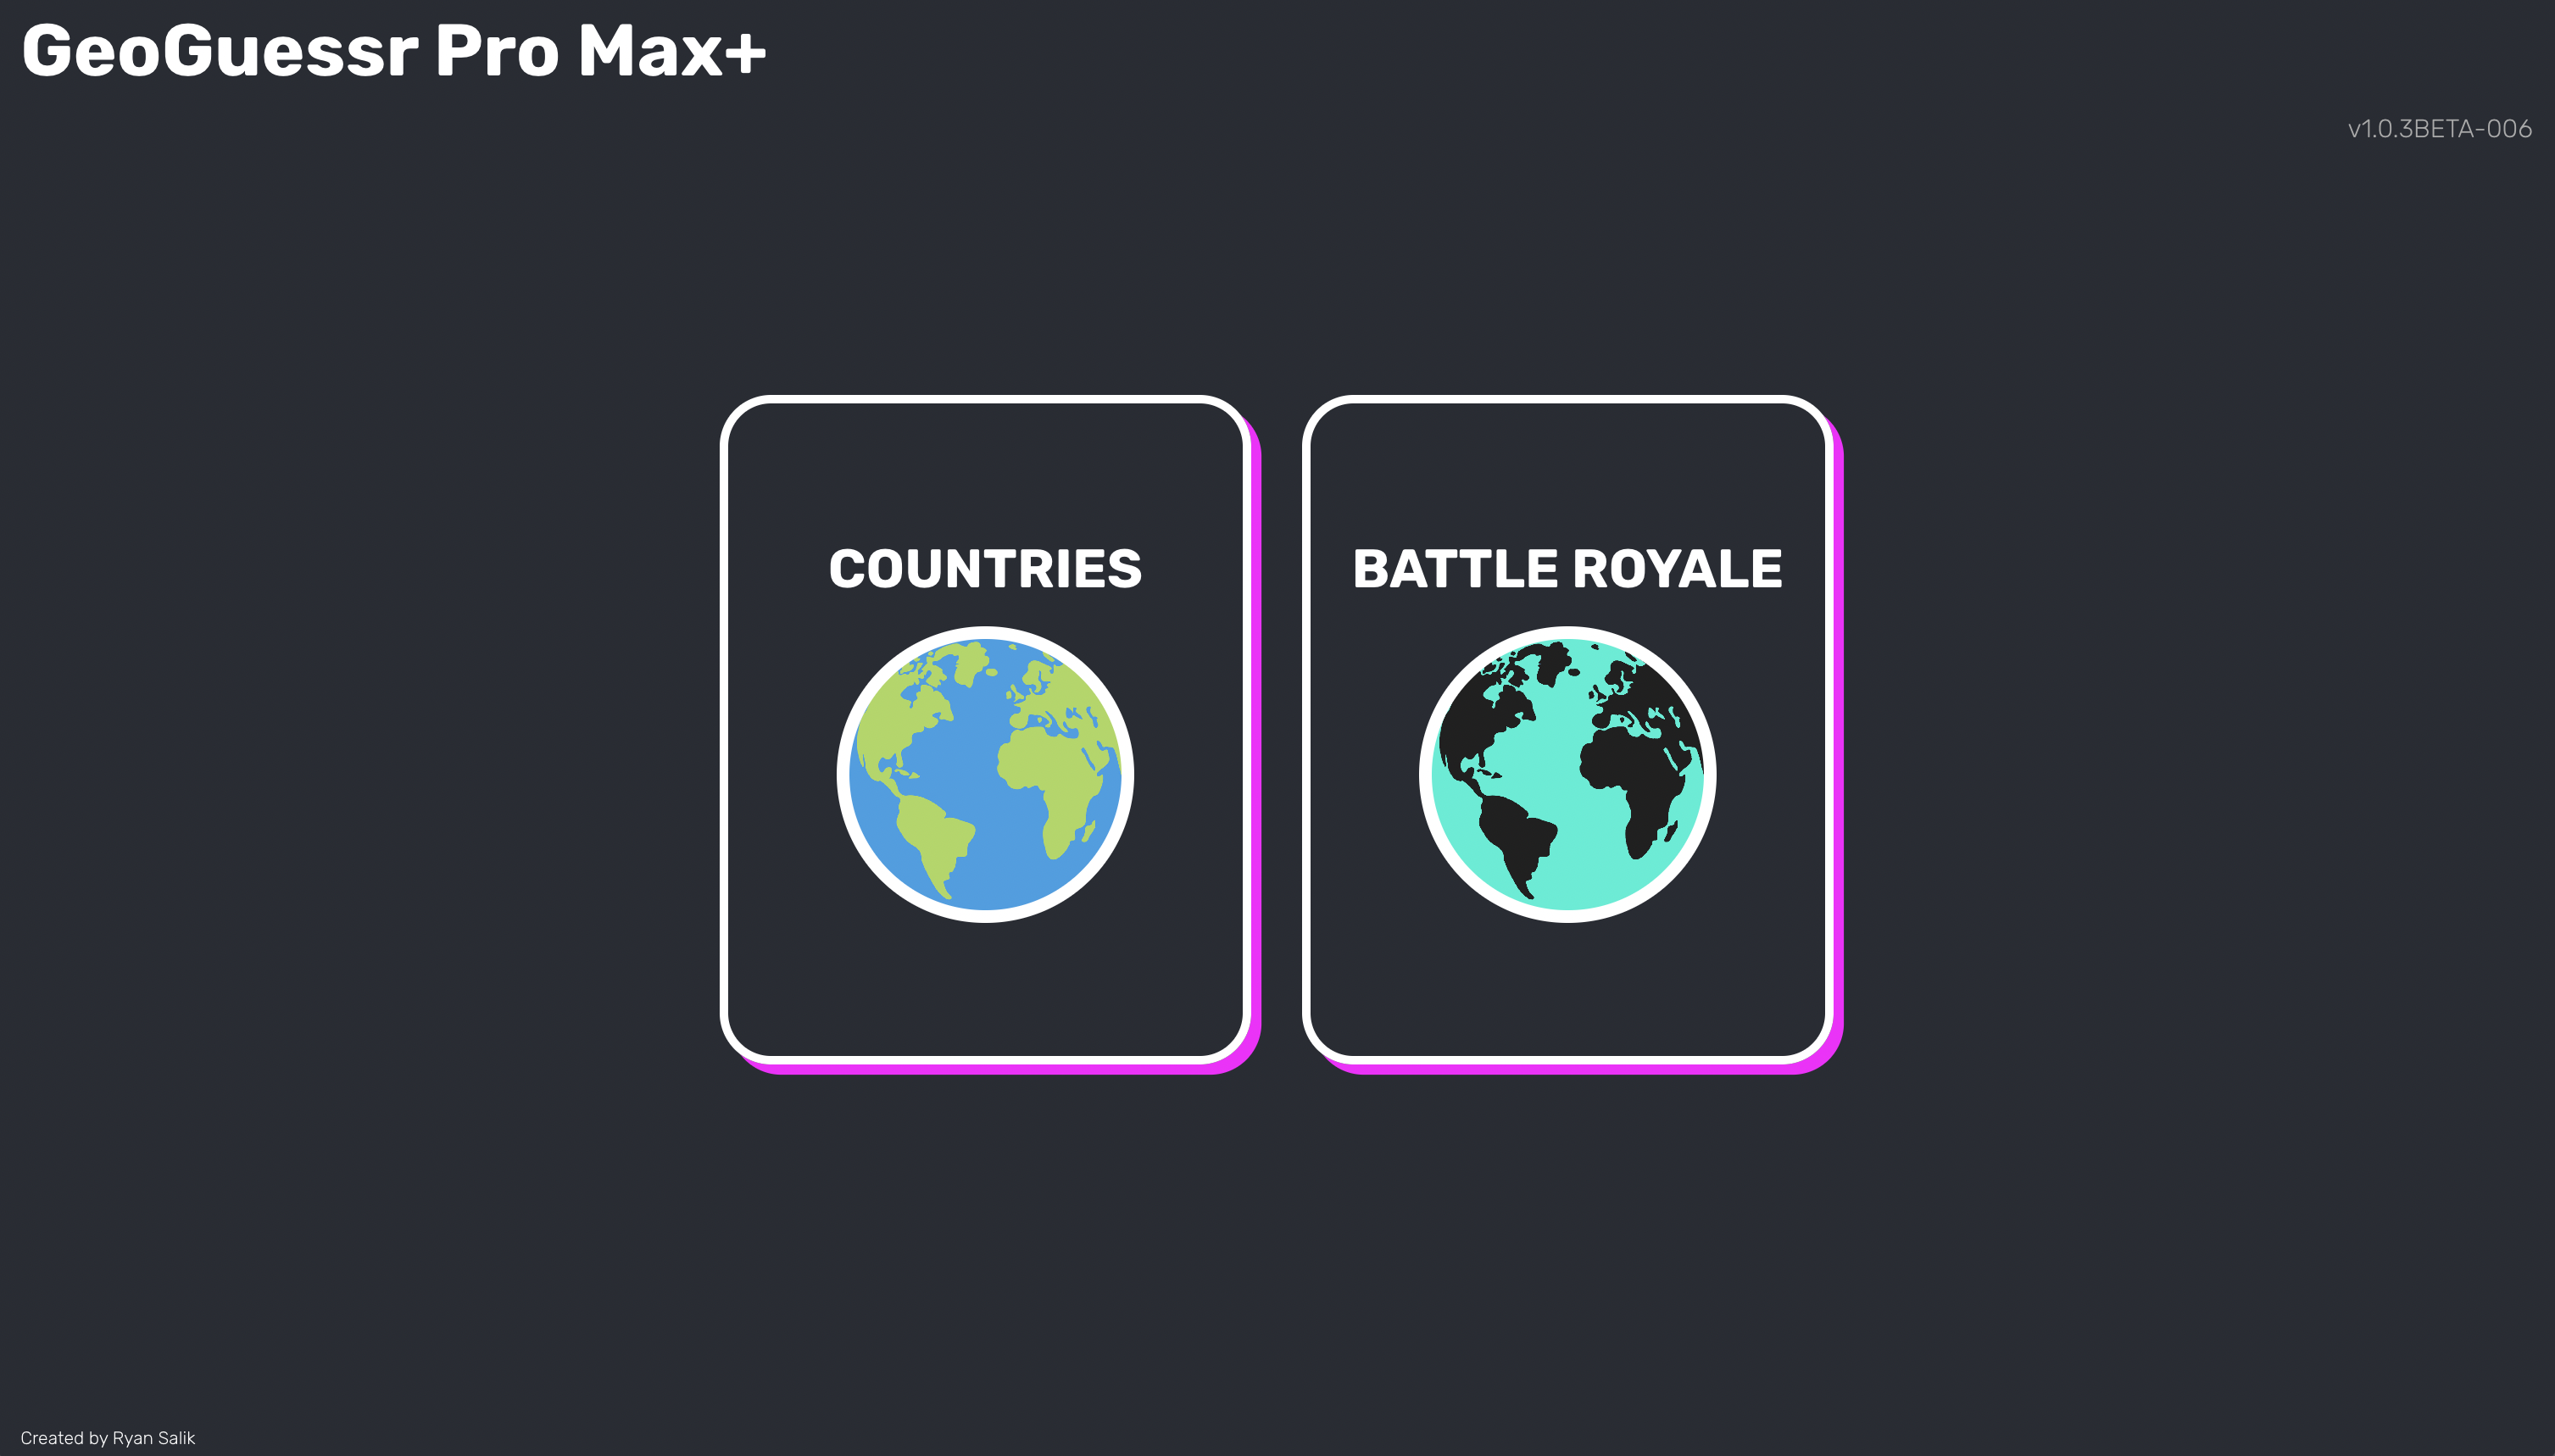 GeoGuessr Pro Max+
v1.0.3BETA-006
COUNTRIES
BATTLE ROYALE
Created by Ryan Salik